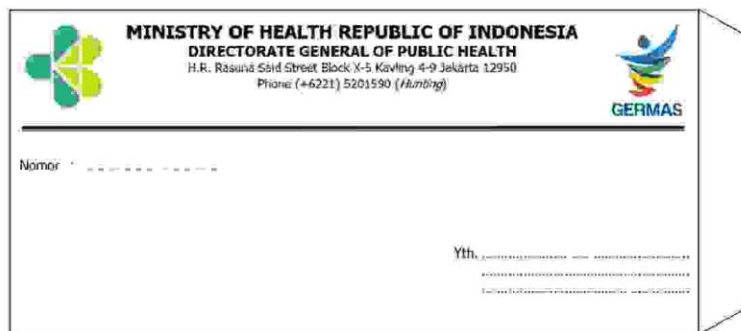 MINISTRY OF HEALTH REPUBLIC OF INDONESIA
DIRECTORATE GENERAL OF PUBLIC HEALTH
H.R. Rasuna Said Street Block X-5 Kavling 4-9 Jakarta 12950
Phone: (+6221) 5201590 (Hunting)
GERMAS
Nomor :
Yth.